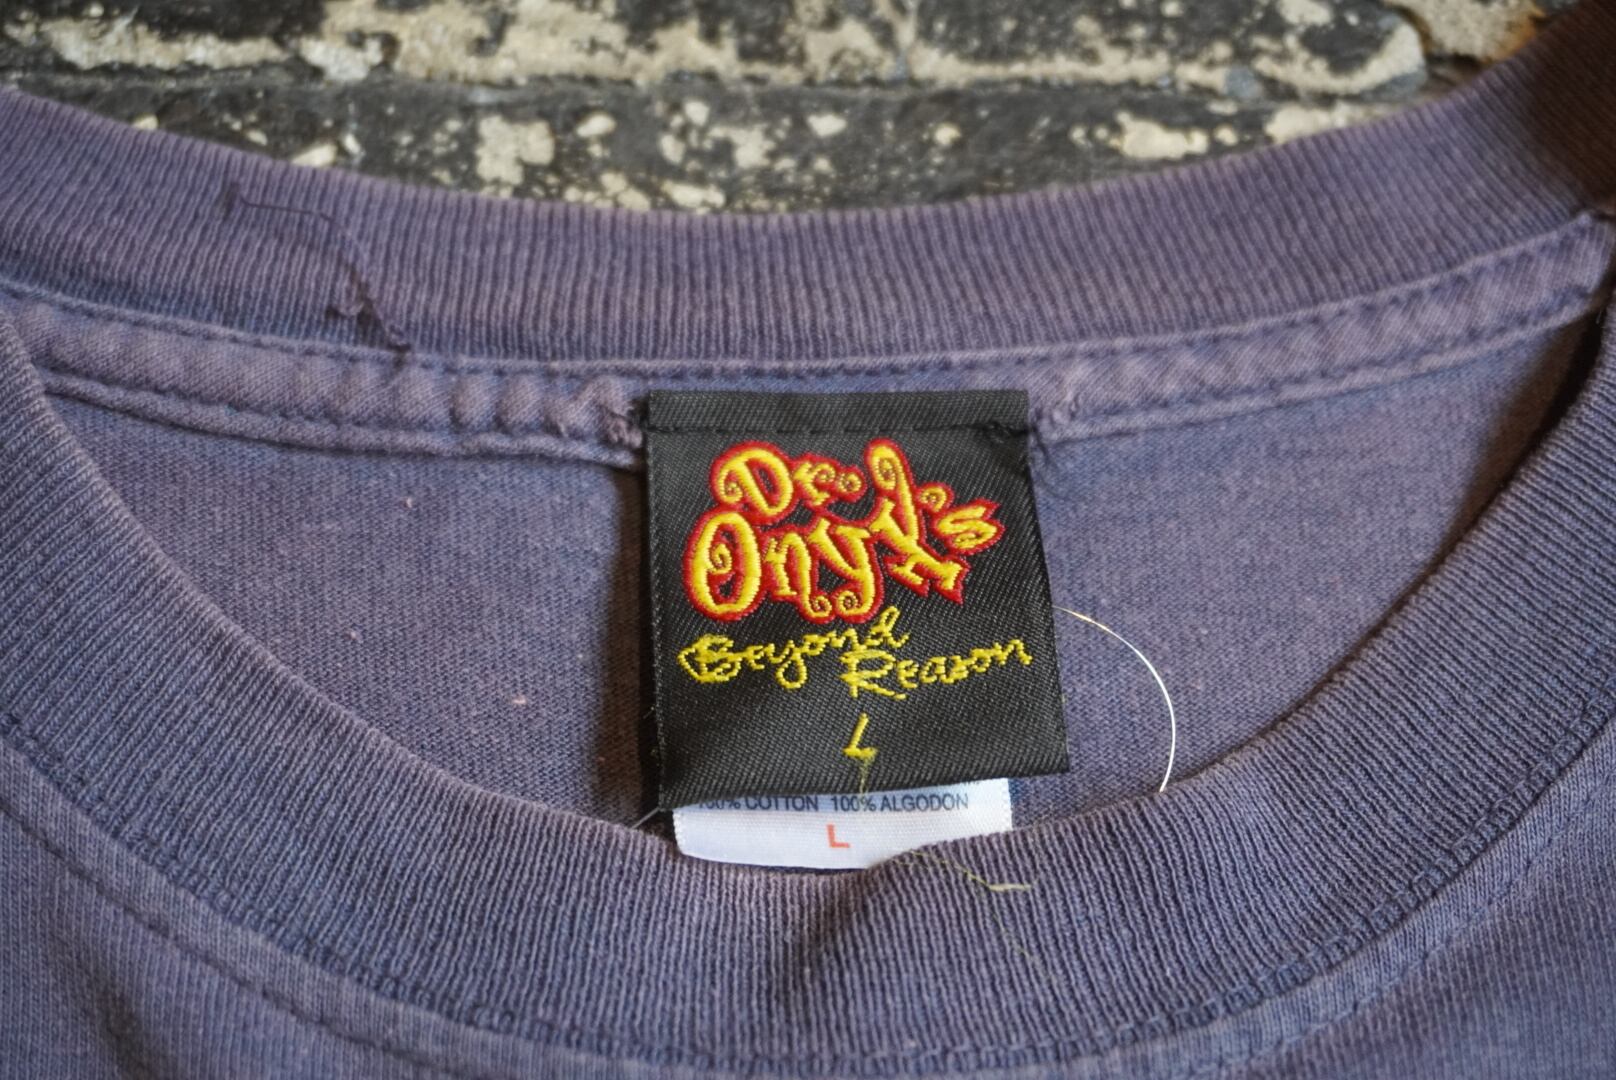 Dr.
Onyx's
Beyond
Reason
L
100% COTTON 100% ALGODON
L